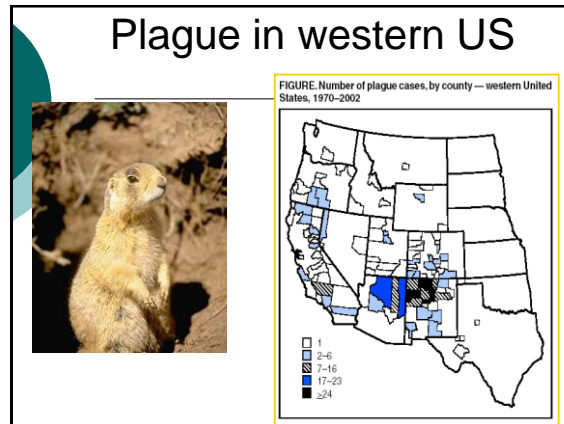 Plague in western US
FIGURE. Number of plague cases, by county — western United
States, 1970–2002
1
2–6
7–16
17–23
≥24